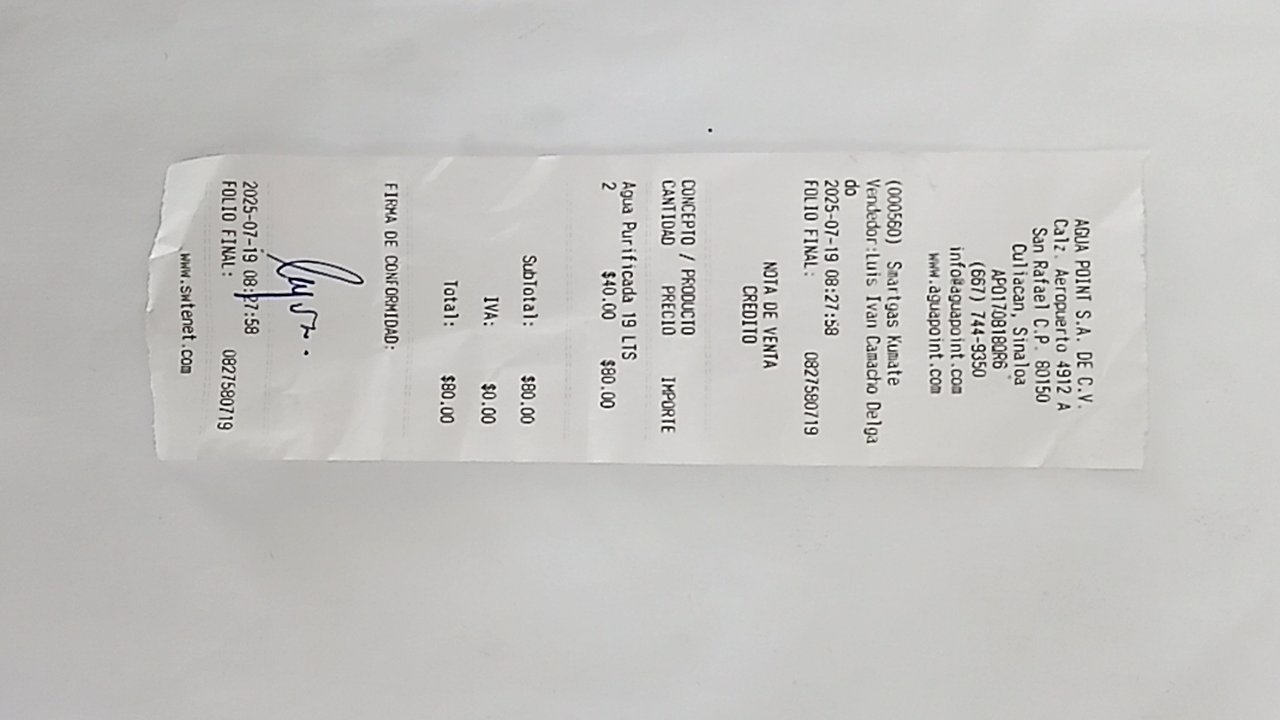 AGUA POINT S.A. DE C.V.
Calz. Aeropuerto 4912 A
San Rafael C.P. 80150
Culiacan, Sinaloa
APO170818QR6
(667) 744-9350
info@aguapoint.com
www.aguapoint.com
(000560) Smartgas Kumate
Vendedor:Luis Ivan Camacho Delga
do
2025-07-19 08:27:58
FOLIO FINAL: 0827580719
NOTA DE VENTA
CREDITO
CONCEPTO / PRODUCTO
CANTIDAD PRECIO IMPORTE
Agua Purificada 19 LTS
2 $40.00 $80.00
SubTotal: $80.00
IVA: $0.00
Total: $80.00
FIRMA DE CONFORMIDAD:
2025-07-19 08:27:58
FOLIO FINAL: 0827580719
www.swtenet.com